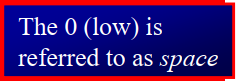 The 0 (low) is
referred to as space